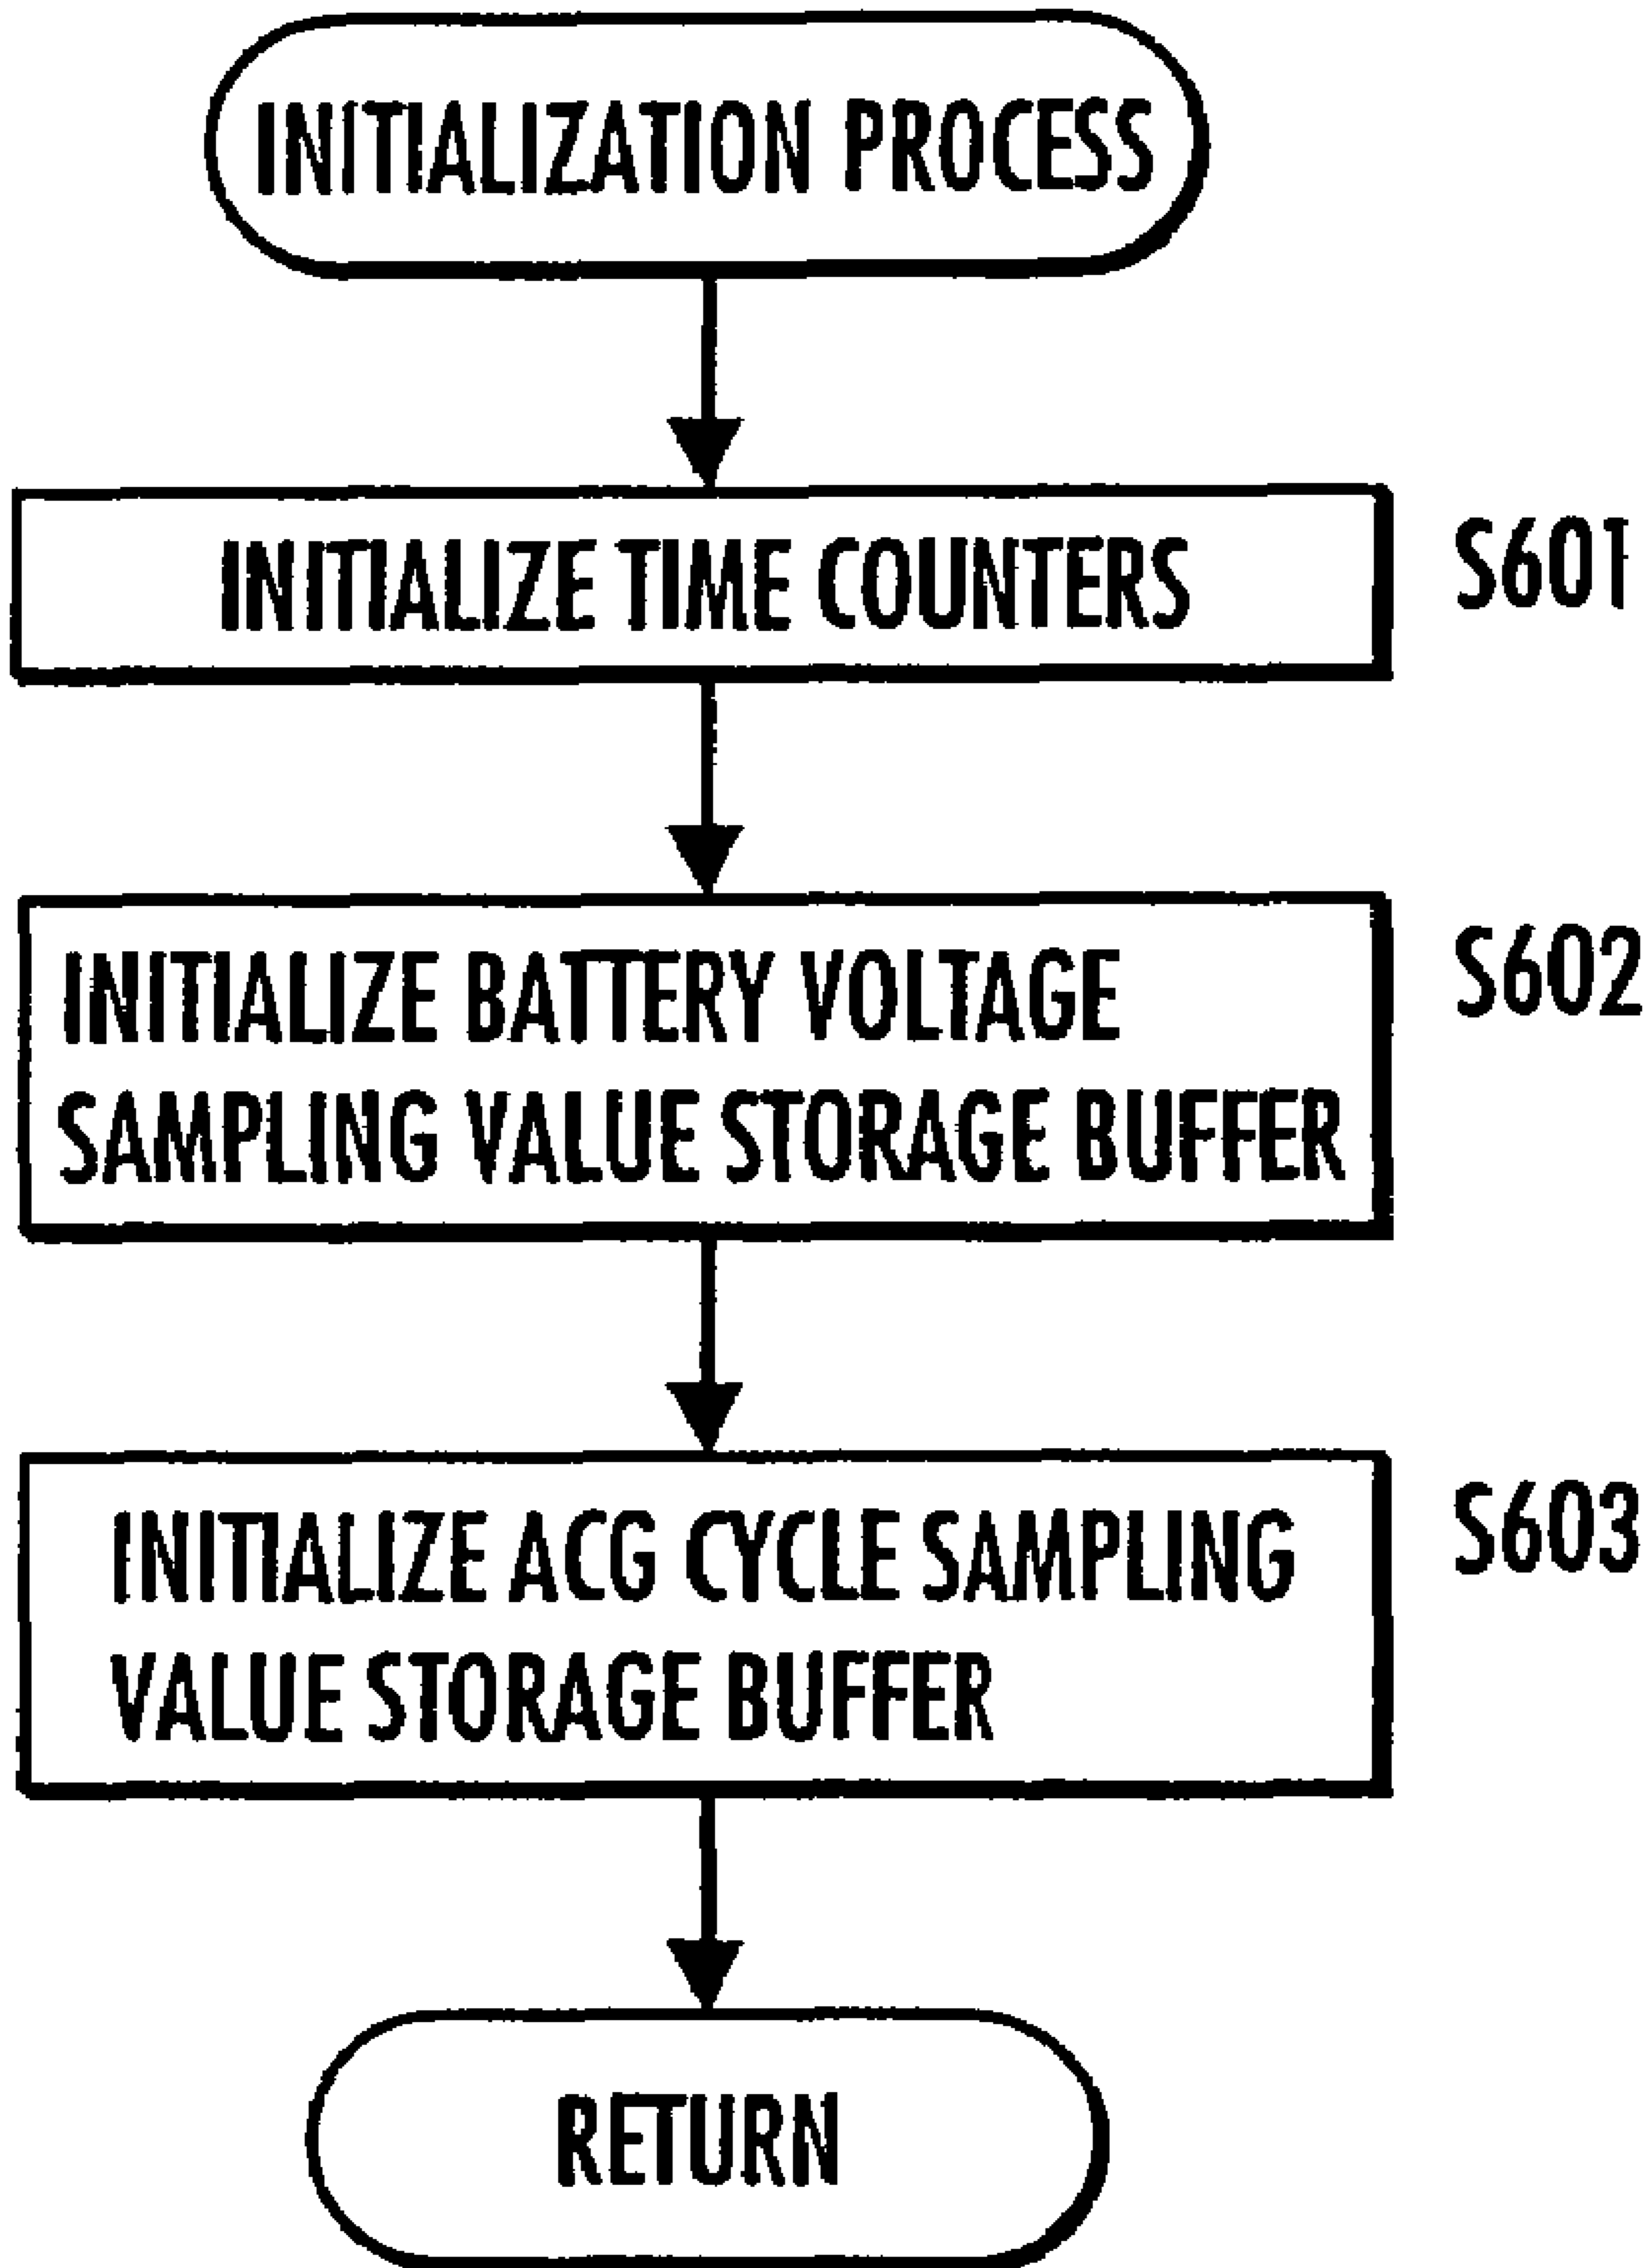 INITIALIZATION PROCESS
INITIALIZE TIME COUNTERS
S601
INITIALIZE BATTERY VOLTAGE
SAMPLING VALUE STORAGE BUFFER
S602
INITIALIZE ACG CYCLE SAMPLING
VALUE STORAGE BUFFER
S603
RETURN